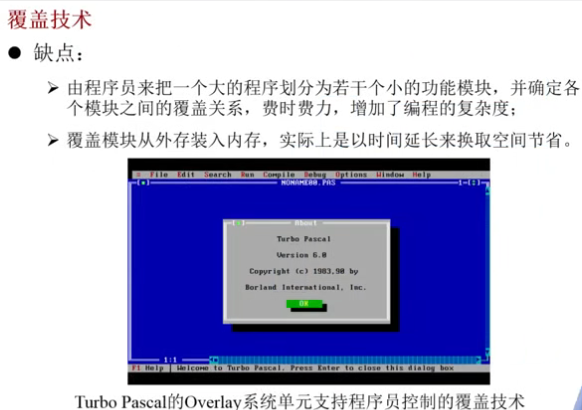 覆盖技术
● 缺点：
➢ 由程序员来把一个大的程序划分为若干个小的功能模块，并确定各
个模块之间的覆盖关系，费时费力，增加了编程的复杂度；
➢ 覆盖模块从外存装入内存，实际上是以时间延长来换取空间节省。
≡ File Edit Search Run Compile Debug Options Window Help
NONAME00.PAS
About
Turbo Pascal
Version 6.0
Copyright (c) 1983,90 by
Borland International, Inc.
OK
1:1
F1 Help | Welcome to Turbo Pascal. Press Enter to close this dialog box
Turbo Pascal的Overlay系统单元支持程序员控制的覆盖技术